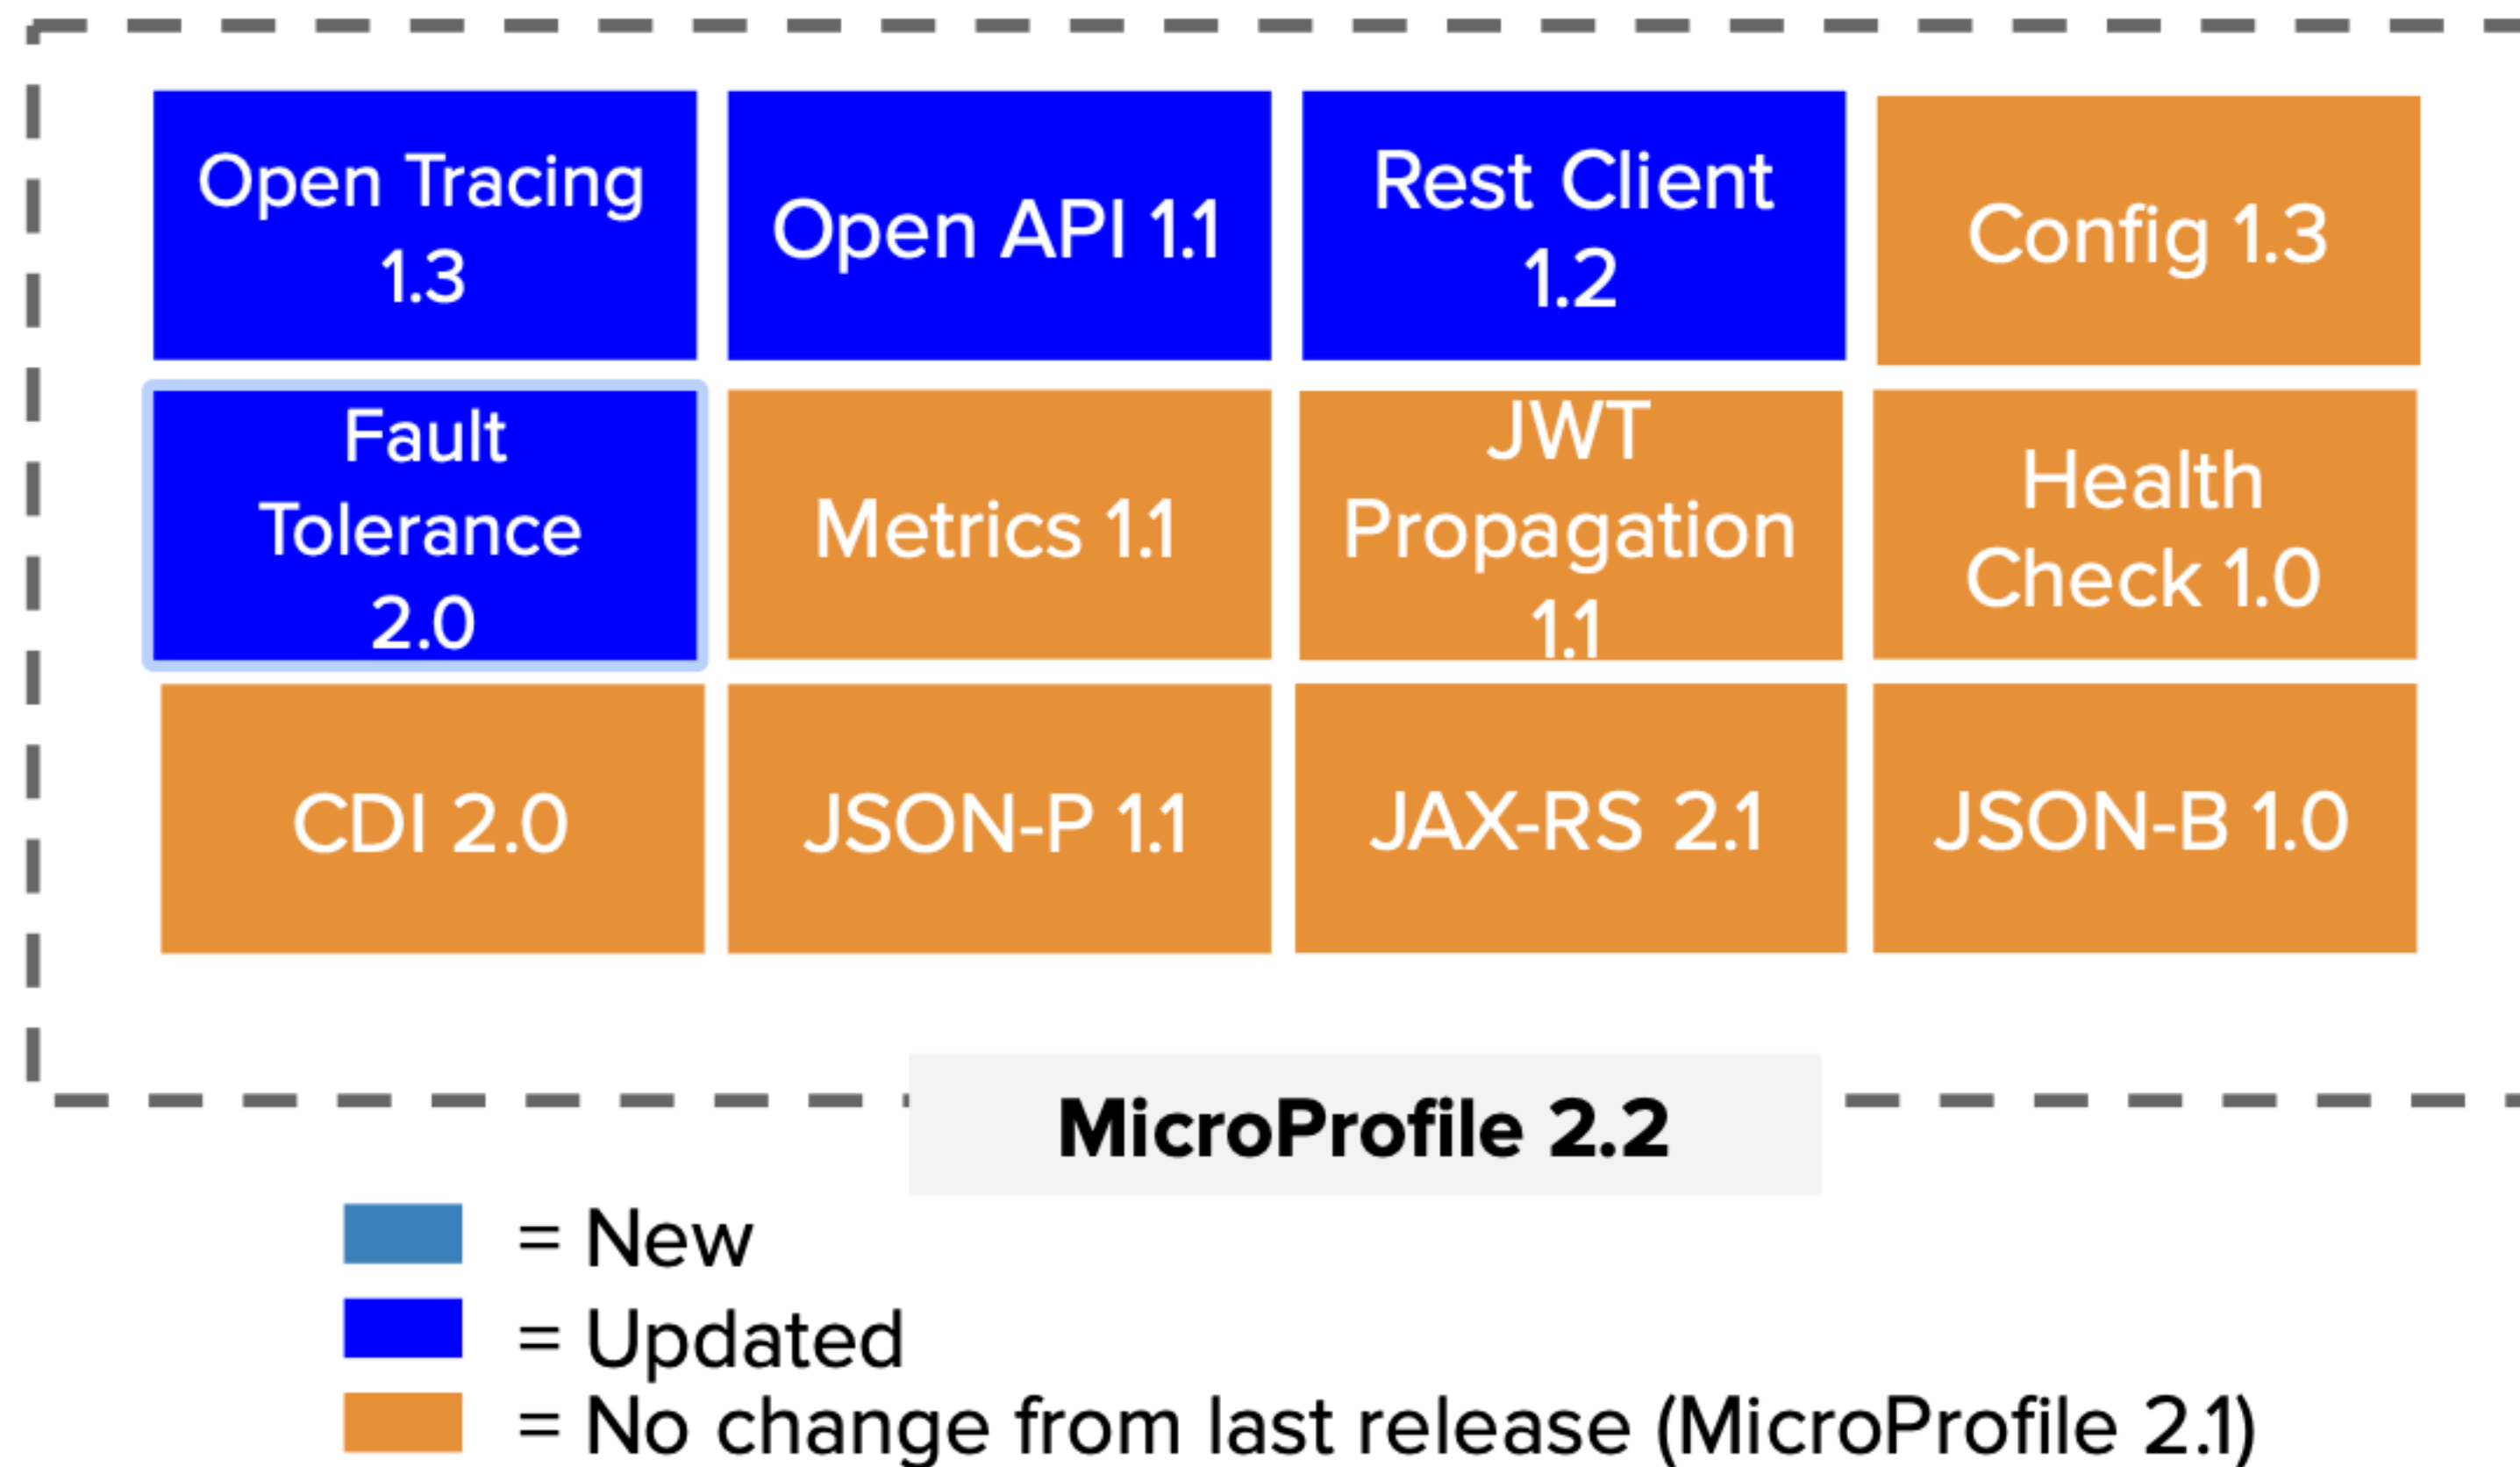 Open Tracing
1.3
Open API 1.1
Rest Client
1.2
Config 1.3
Fault
Tolerance
2.0
Metrics 1.1
JWT
Propagation
1.1
Health
Check 1.0
CDI 2.0
JSON-P 1.1
JAX-RS 2.1
JSON-B 1.0
MicroProfile 2.2
= New
= Updated
= No change from last release (MicroProfile 2.1)